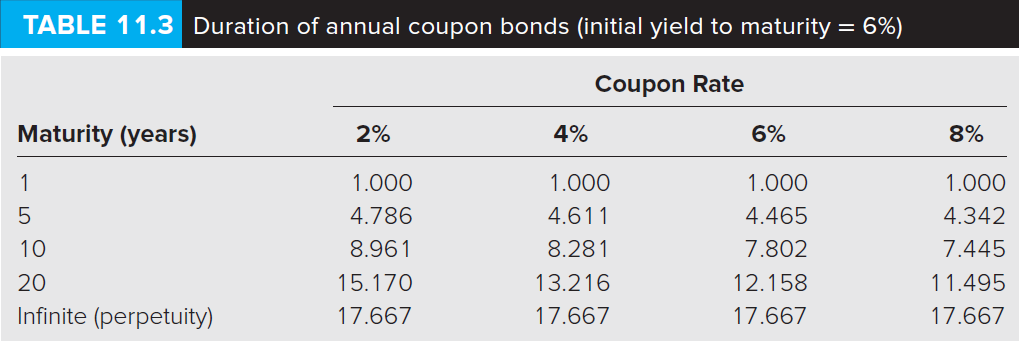 TABLE 11.3 Duration of annual coupon bonds (initial yield to maturity = 6%)
Coupon Rate
Maturity (years) 2% 4% 6% 8%
1 1.000 1.000 1.000 1.000
5 4.786 4.611 4.465 4.342
10 8.961 8.281 7.802 7.445
20 15.170 13.216 12.158 11.495
Infinite (perpetuity) 17.667 17.667 17.667 17.667